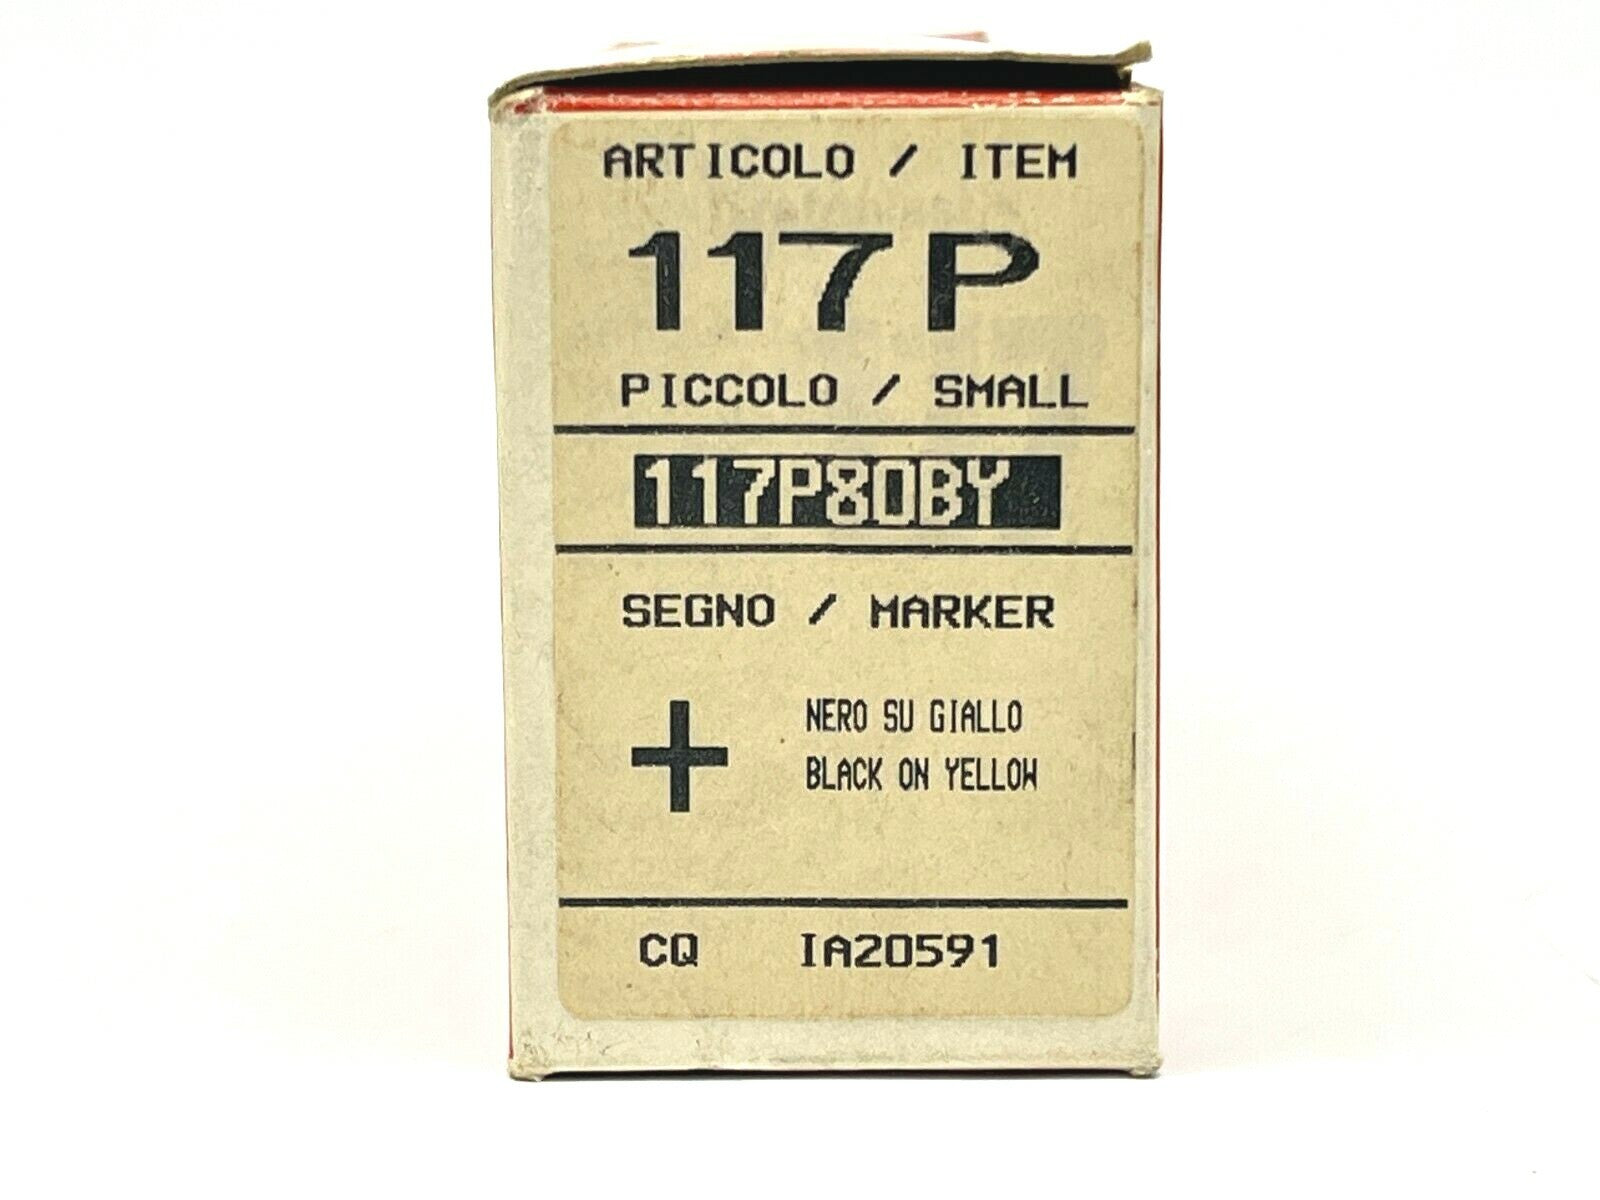 ARTICOLO / ITEM
117P
PICCOLO / SMALL
117P80BY
SEGNO / MARKER
+
NERO SU GIALLO
BLACK ON YELLOW
CQ IA20591